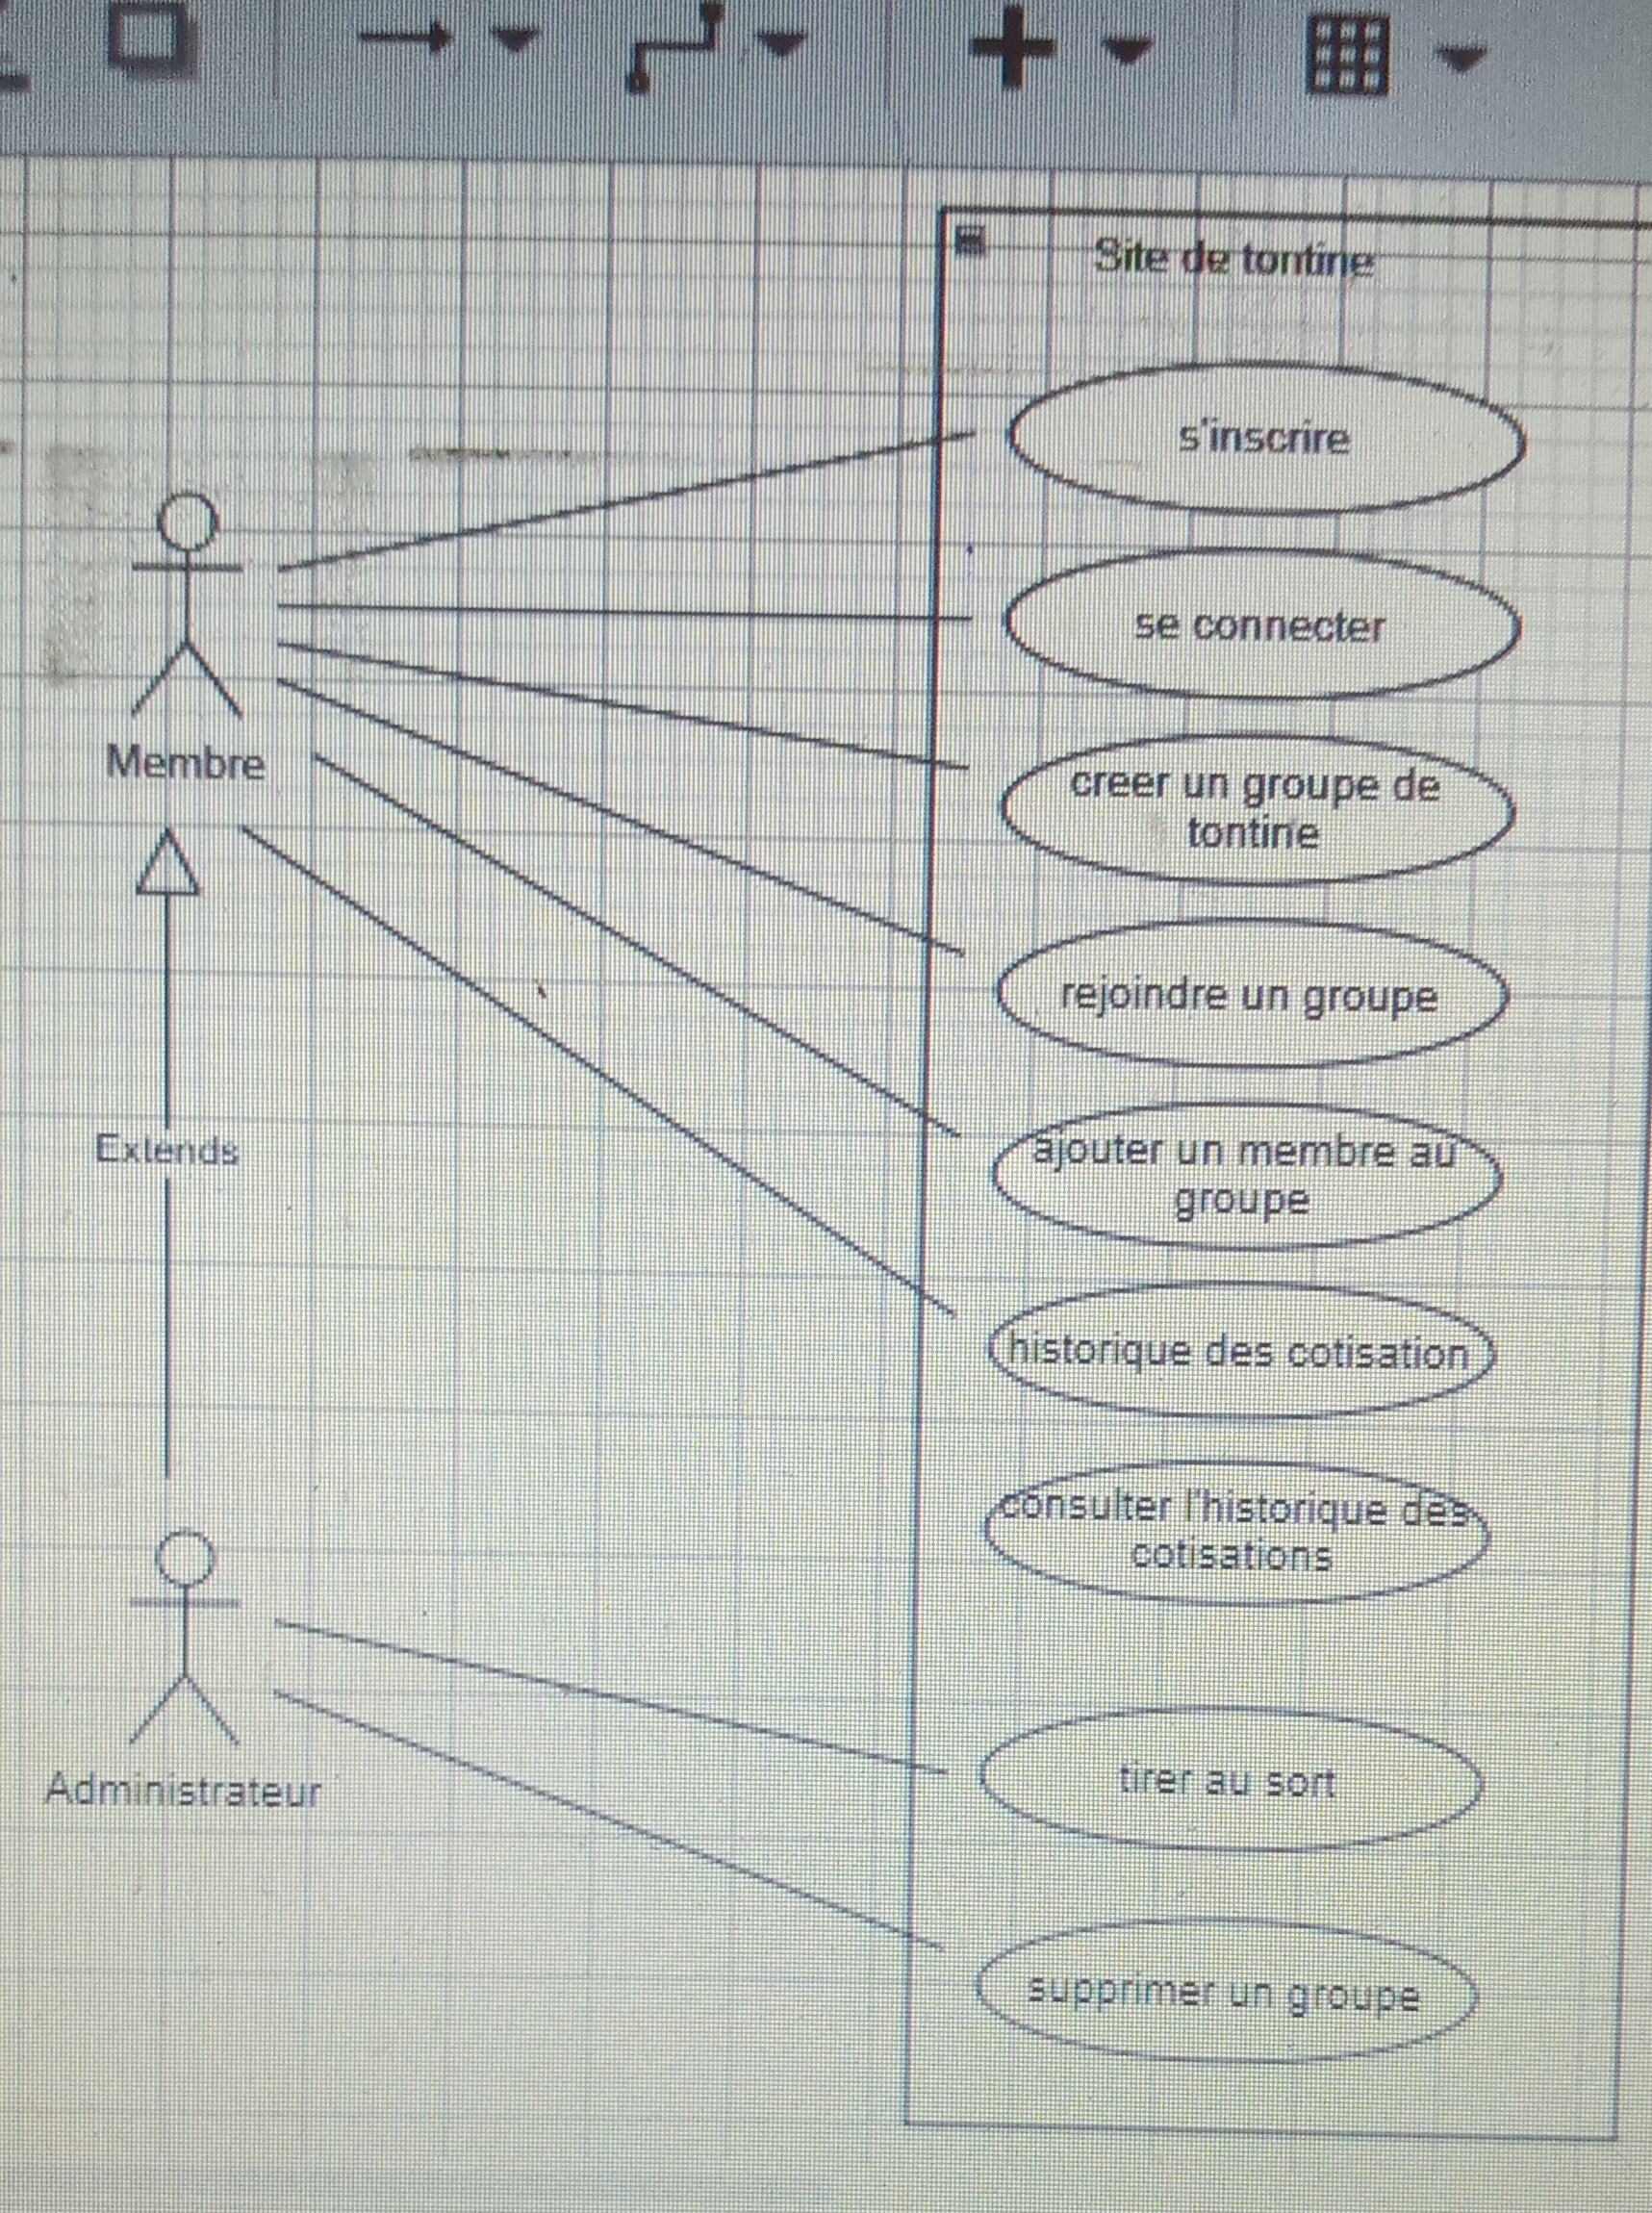 Site de tontine
s'inscrire
se connecter
Membre
creer un groupe de
tontine
rejoindre un groupe
Extends
ajouter un membre au
groupe
historique des cotisation
consulter l'historique des
cotisations
Administrateur
tirer au sort
supprimer un groupe